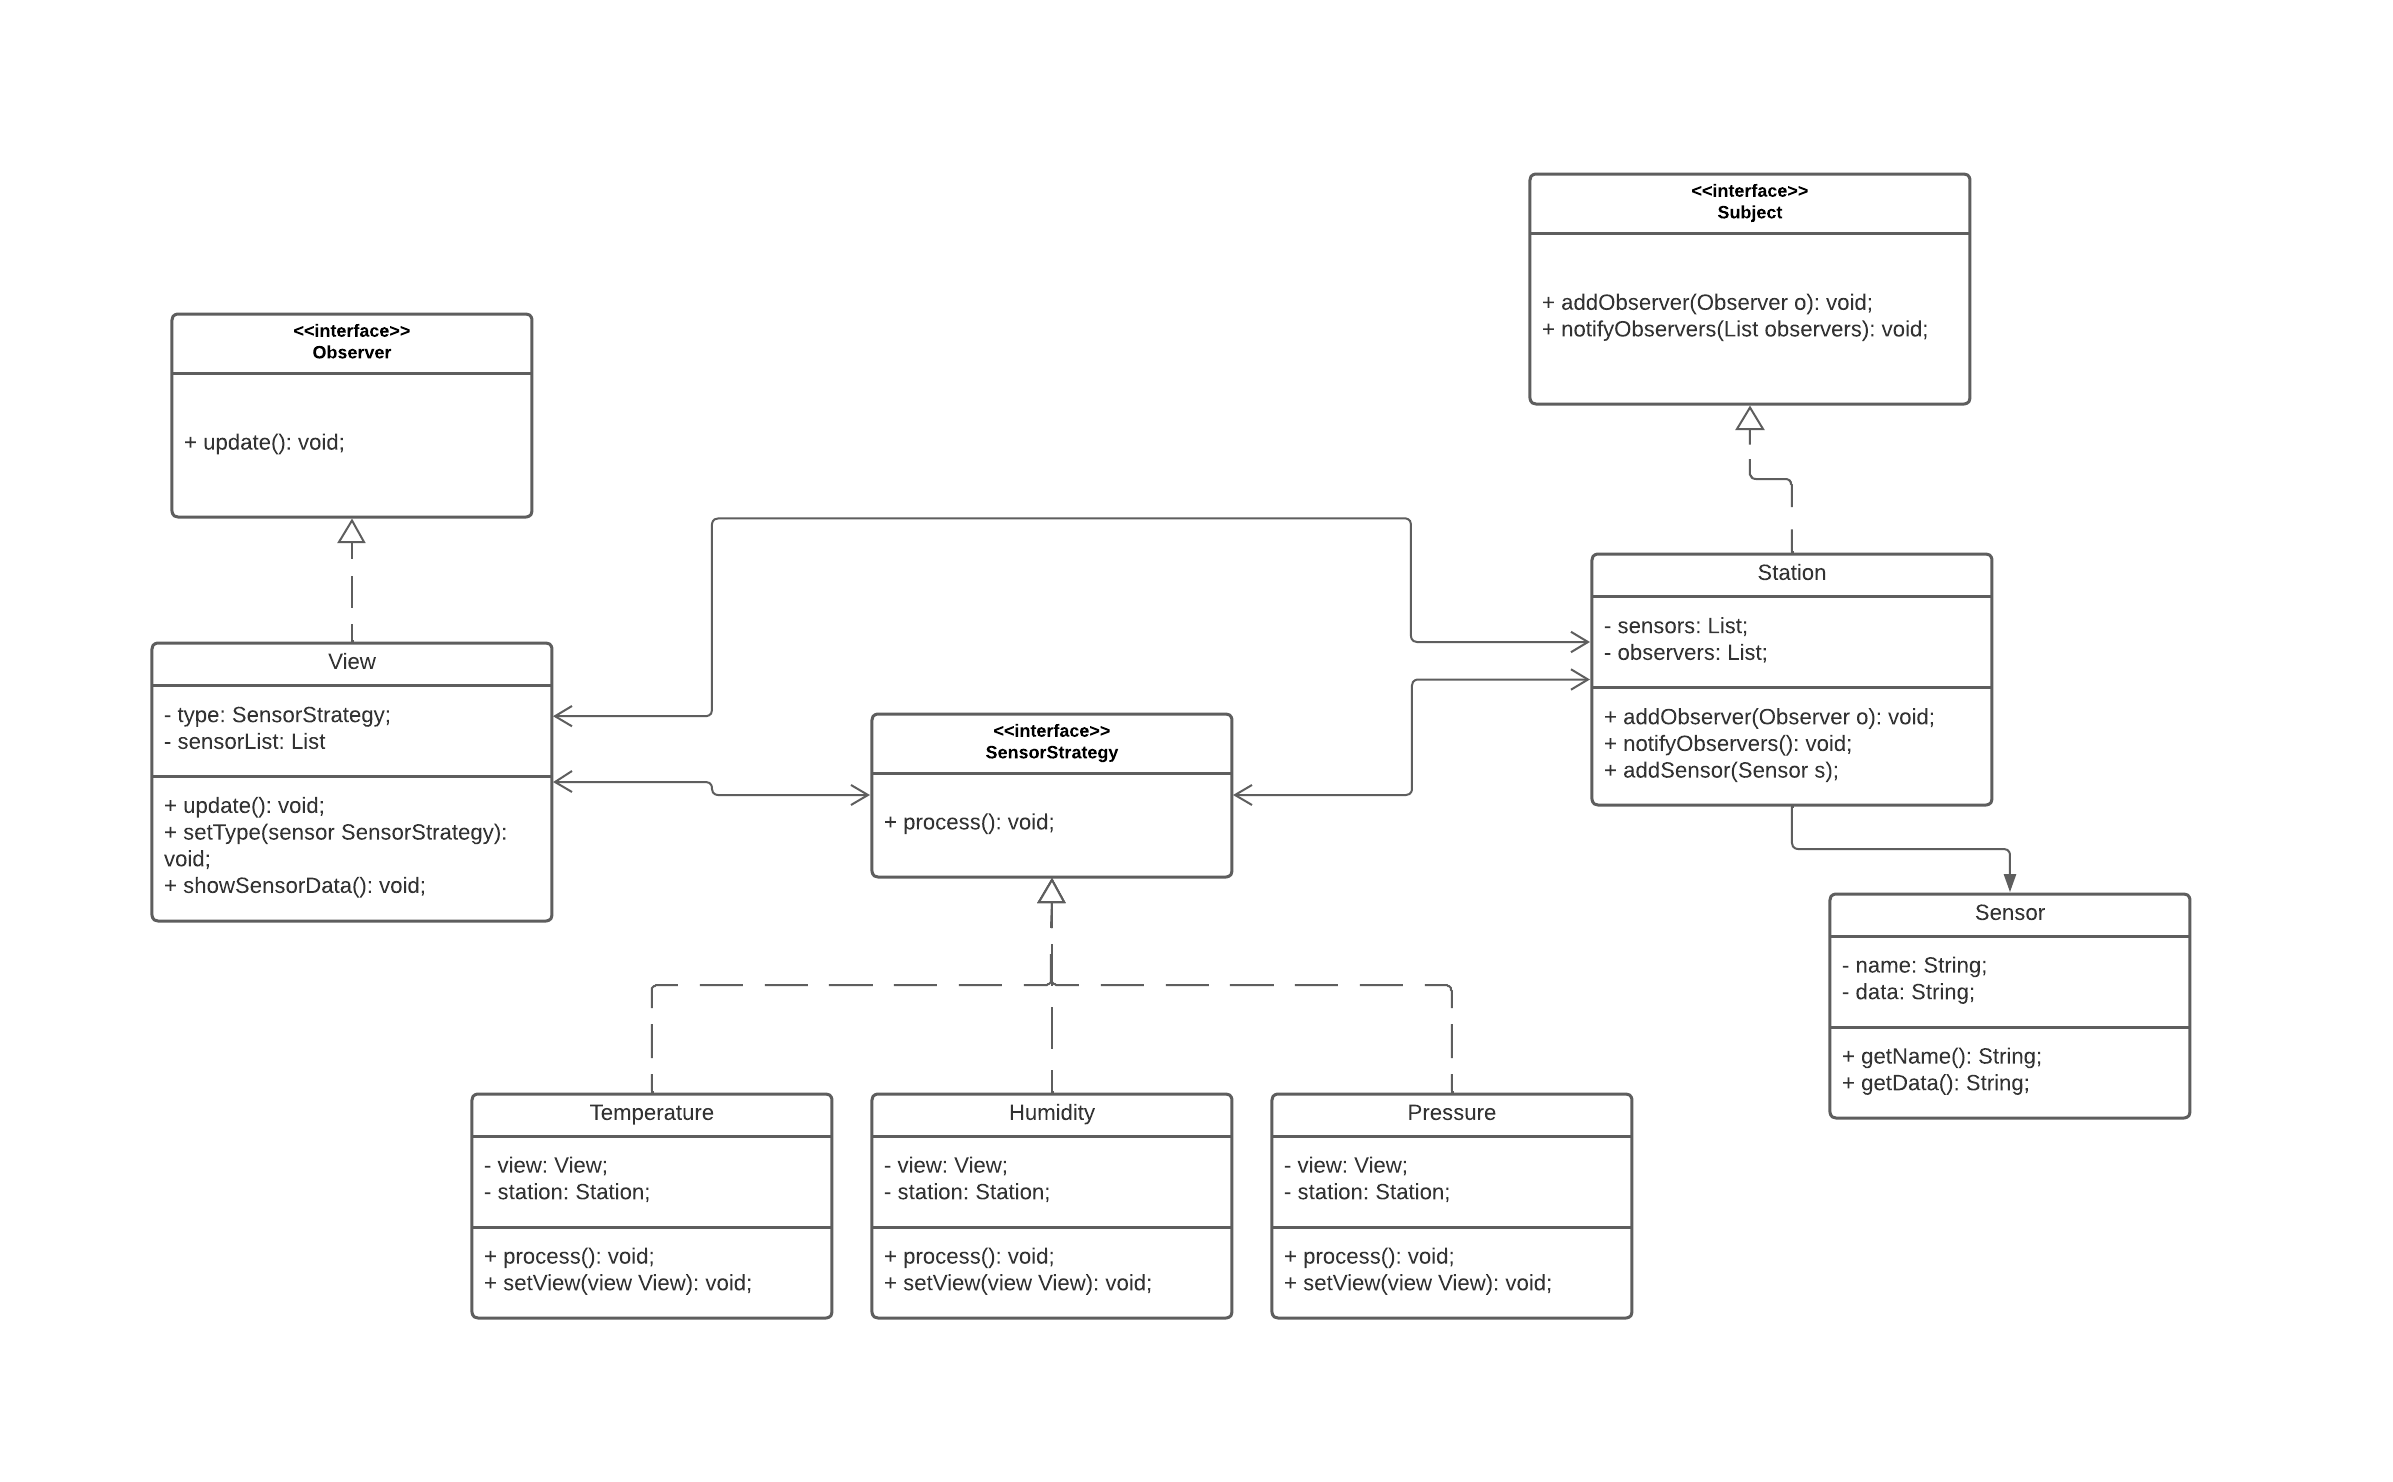 <<interface>>
Subject
+ addObserver(Observer o): void;
+ notifyObservers(List observers): void;
<<interface>>
Observer
+ update(): void;
Station
- sensors: List;
- observers: List;
+ addObserver(Observer o): void;
+ notifyObservers(): void;
+ addSensor(Sensor s);
View
- type: SensorStrategy;
- sensorList: List
+ update(): void;
+ setType(sensor SensorStrategy):
void;
+ showSensorData(): void;
<<interface>>
SensorStrategy
+ process(): void;
Sensor
- name: String;
- data: String;
+ getName(): String;
+ getData(): String;
Temperature
- view: View;
- station: Station;
+ process(): void;
+ setView(view View): void;
Humidity
- view: View;
- station: Station;
+ process(): void;
+ setView(view View): void;
Pressure
- view: View;
- station: Station;
+ process(): void;
+ setView(view View): void;